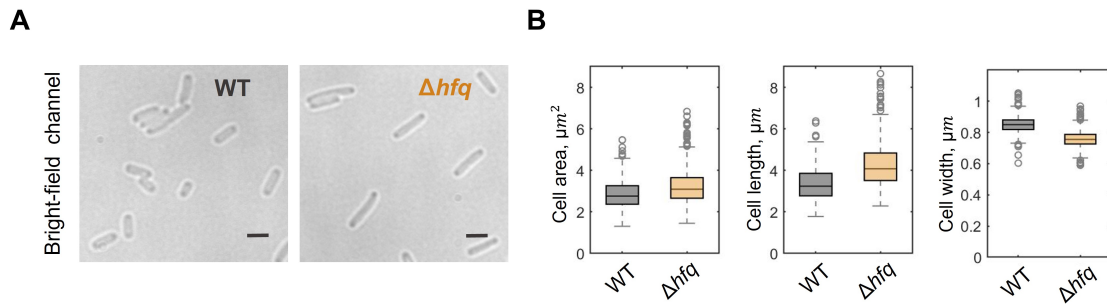 A
Bright-field channel
WT
Δhfq
B
Cell area, μm²
8
6
4
2
0
WT
Δhfq
Cell length, μm
8
6
4
2
0
WT
Δhfq
Cell width, μm
1
0.8
0.6
0.4
0.2
0
WT
Δhfq